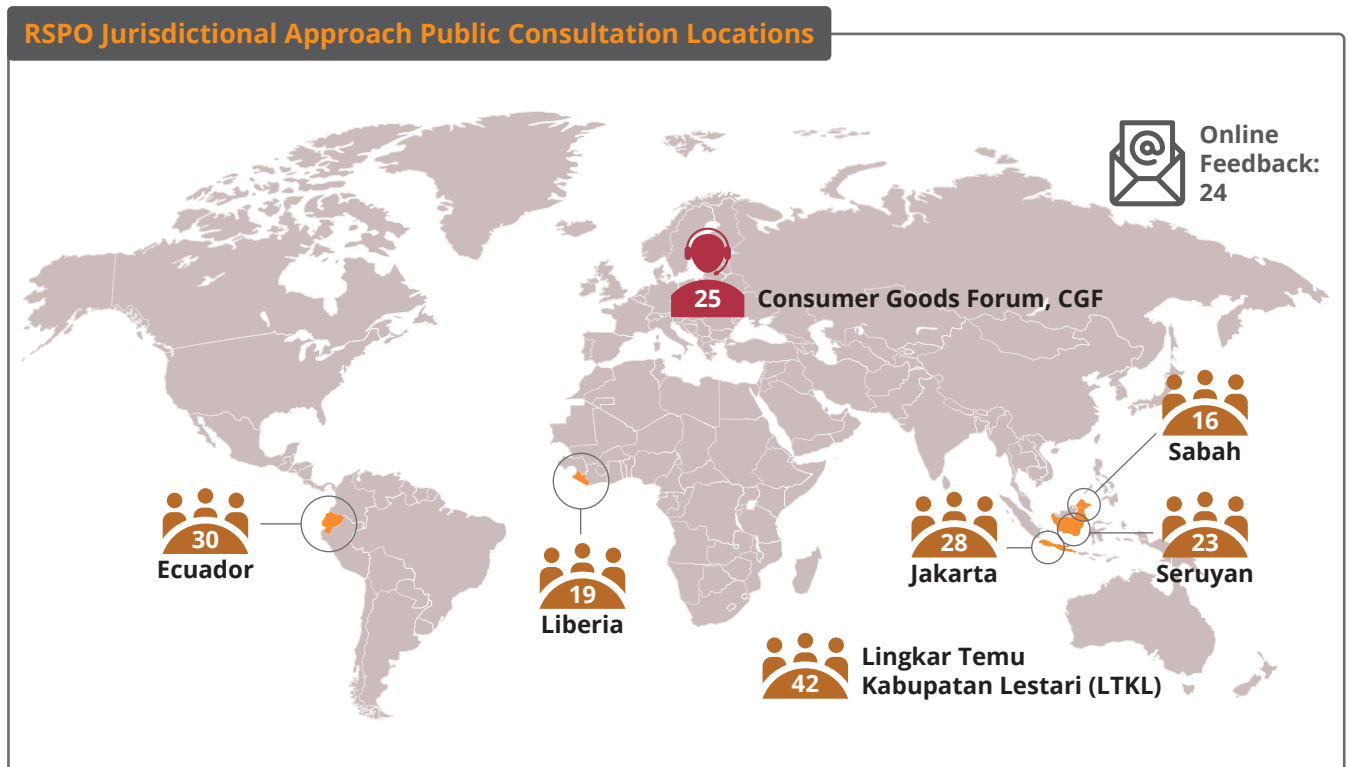 RSPO Jurisdictional Approach Public Consultation Locations
Online
Feedback:
24
25
Consumer Goods Forum, CGF
16
Sabah
30
Ecuador
19
Liberia
28
Jakarta
23
Seruyan
42
Lingkar Temu
Kabupatan Lestari (LTKL)